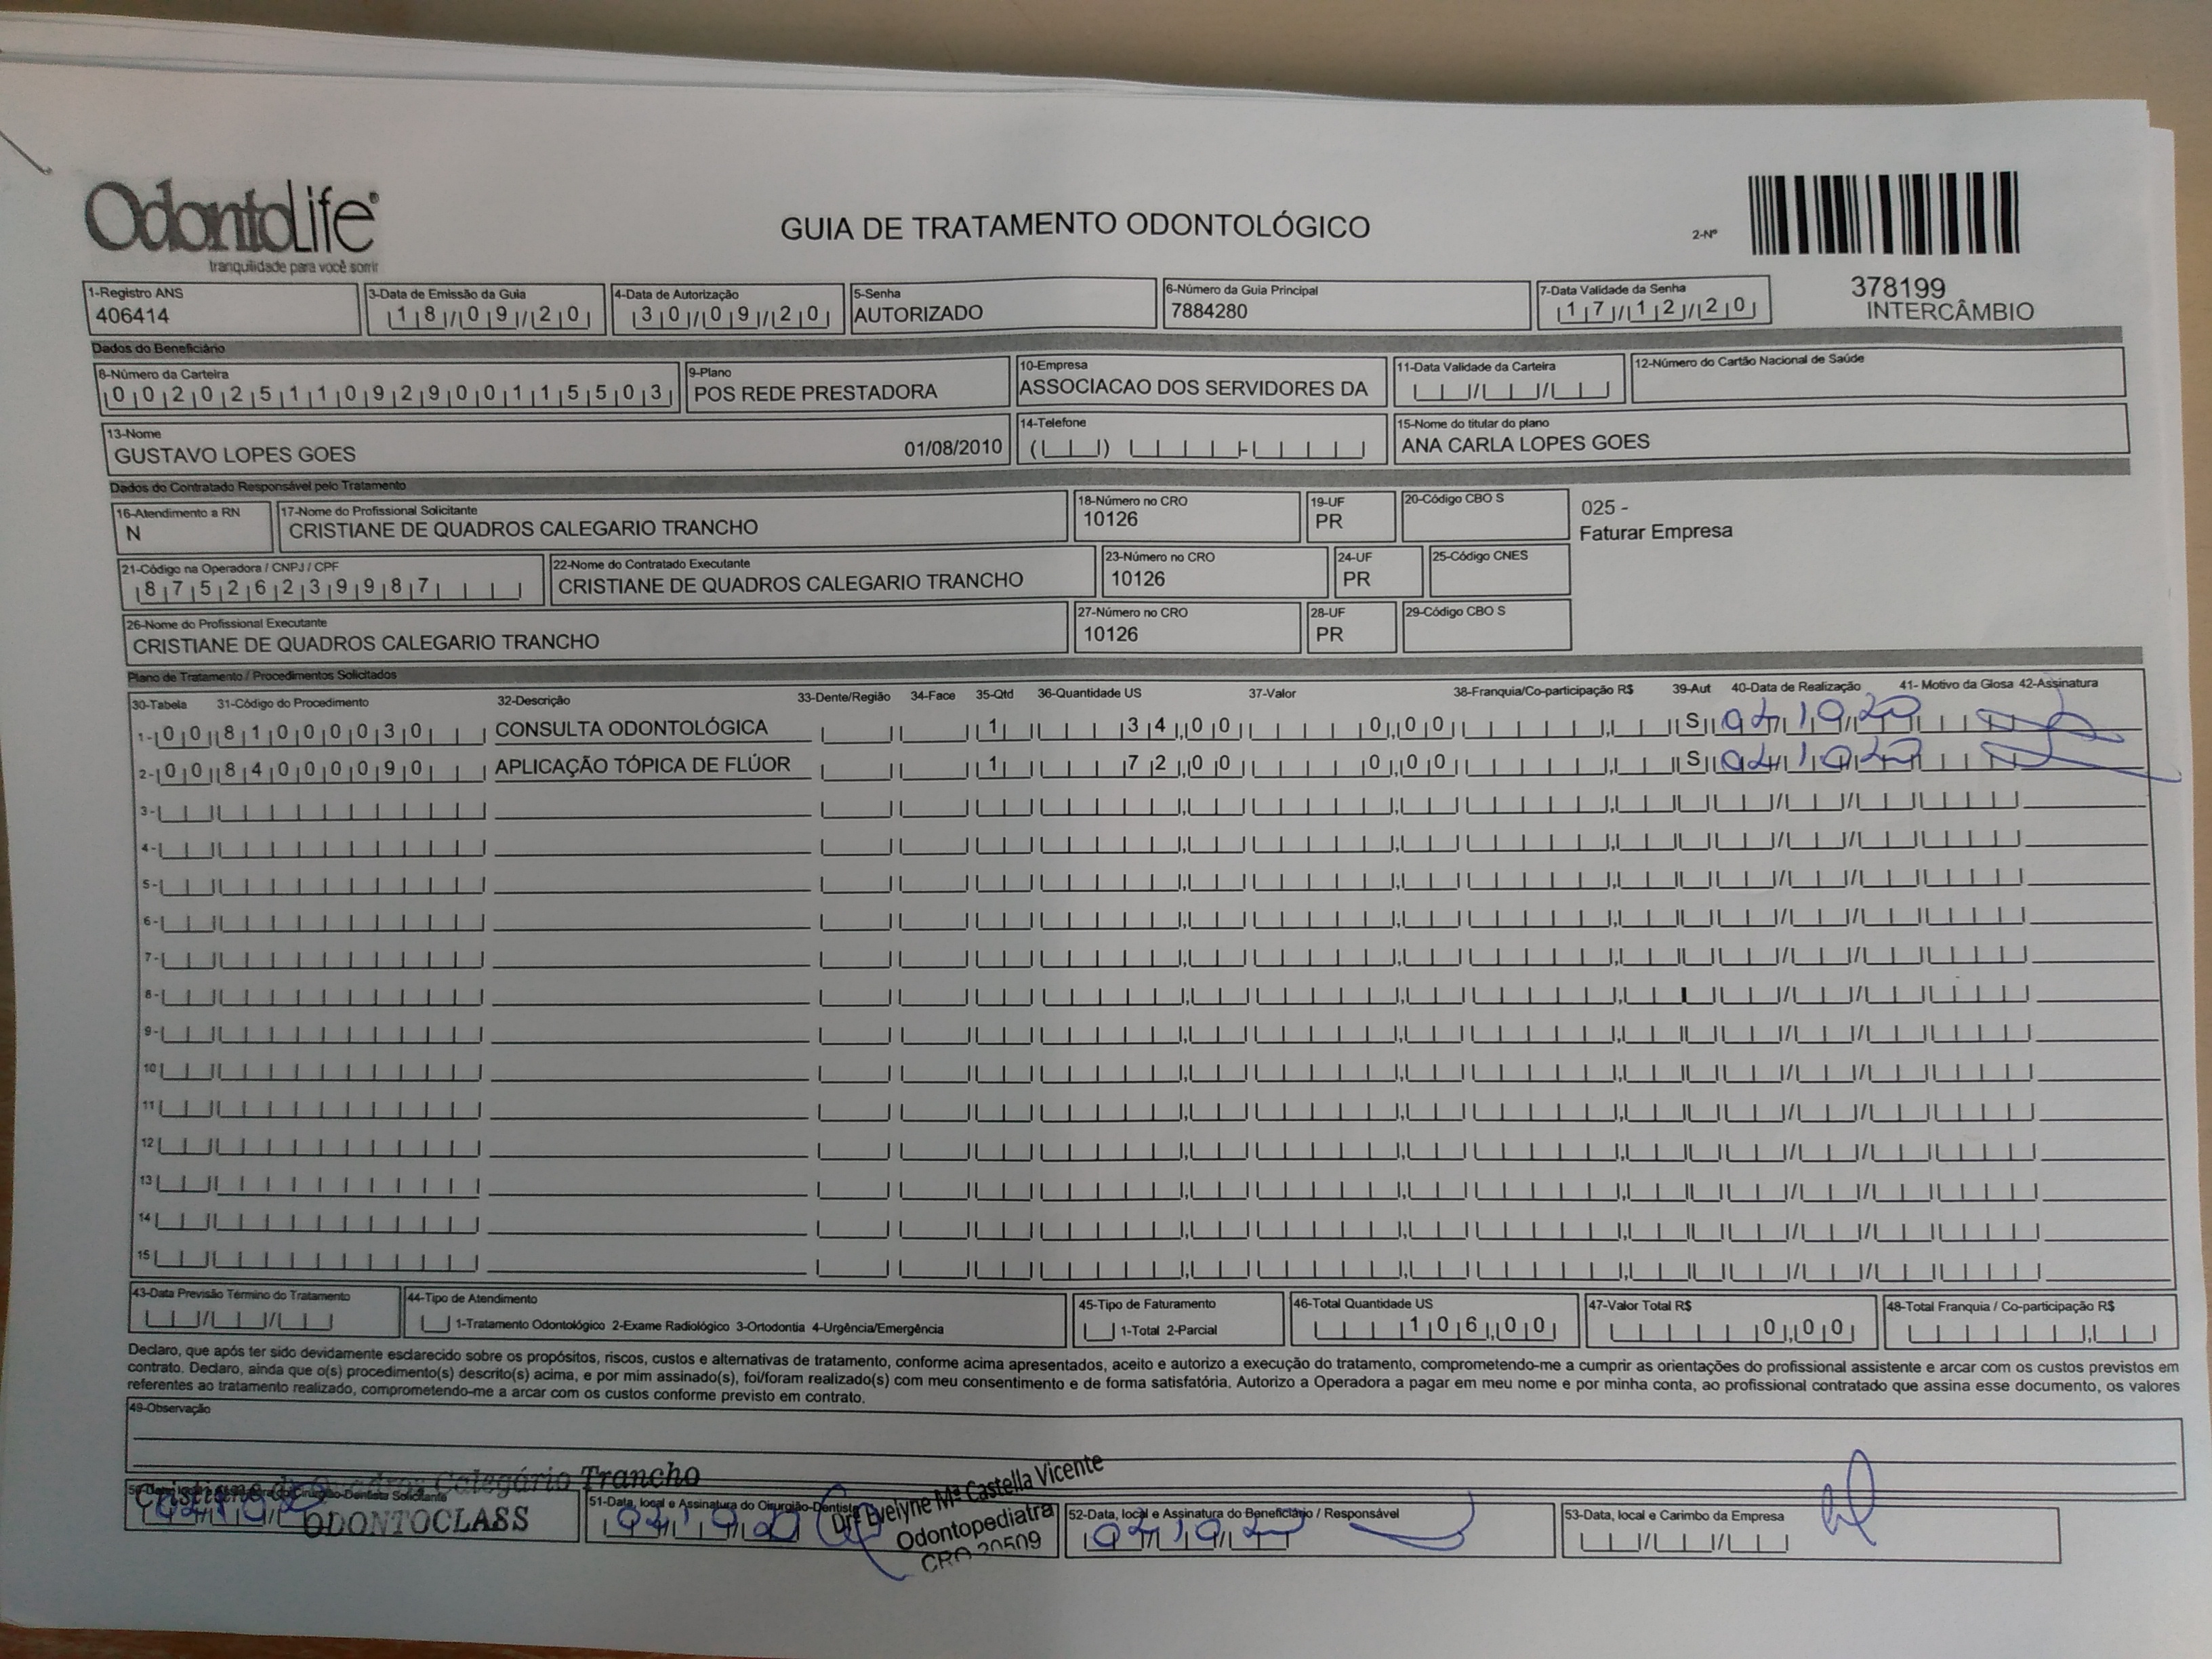 OdontoLife®
tranquilidade para você sorrir
GUIA DE TRATAMENTO ODONTOLÓGICO
2-Nº
378199
INTERCÂMBIO
1-Registro ANS
406414
3-Data de Emissão da Guia
18/09/20
4-Data de Autorização
30/09/20
5-Senha
AUTORIZADO
6-Número da Guia Principal
7884280
7-Data Validade da Senha
17/12/20
Dados do Beneficiário
8-Número da Carteira
00202511092900115503
9-Plano
POS REDE PRESTADORA
10-Empresa
ASSOCIACAO DOS SERVIDORES DA
11-Data Validade da Carteira
12-Número do Cartão Nacional de Saúde
13-Nome
GUSTAVO LOPES GOES 01/08/2010
14-Telefone
15-Nome do titular do plano
ANA CARLA LOPES GOES
Dados do Contratado Responsável pelo Tratamento
16-Atendimento a RN
N
17-Nome do Profissional Solicitante
CRISTIANE DE QUADROS CALEGARIO TRANCHO
18-Número no CRO
10126
19-UF
PR
20-Código CBO S
025 -
Faturar Empresa
21-Código na Operadora / CNPJ / CPF
87526239987
22-Nome do Contratado Executante
CRISTIANE DE QUADROS CALEGARIO TRANCHO
23-Número no CRO
10126
24-UF
PR
25-Código CNES
26-Nome do Profissional Executante
CRISTIANE DE QUADROS CALEGARIO TRANCHO
27-Número no CRO
10126
28-UF
PR
29-Código CBO S
Plano de Tratamento / Procedimentos Solicitados
30-Tabela 31-Código do Procedimento 32-Descrição 33-Dente/Região 34-Face 35-Qtd 36-Quantidade US 37-Valor 38-Franquia/Co-participação R$ 39-Aut 40-Data de Realização 41- Motivo da Glosa 42-Assinatura
1- 00 81000030 CONSULTA ODONTOLÓGICA 1 34,00 0,00 S
2- 00 84000090 APLICAÇÃO TÓPICA DE FLÚOR 1 72,00 0,00 S
3-
4-
5-
6-
7-
8-
9-
10
11
12
13
14
15
43-Data Previsão Término do Tratamento
44-Tipo de Atendimento
1-Tratamento Odontológico 2-Exame Radiológico 3-Ortodontia 4-Urgência/Emergência
45-Tipo de Faturamento
1-Total 2-Parcial
46-Total Quantidade US
106,00
47-Valor Total R$
0,00
48-Total Franquia / Co-participação R$
Declaro, que após ter sido devidamente esclarecido sobre os propósitos, riscos, custos e alternativas de tratamento, conforme acima apresentados, aceito e autorizo a execução do tratamento, comprometendo-me a cumprir as orientações do profissional assistente e arcar com os custos previstos em
contrato. Declaro, ainda que o(s) procedimento(s) descrito(s) acima, e por mim assinado(s), foi/foram realizado(s) com meu consentimento e de forma satisfatória. Autorizo a Operadora a pagar em meu nome e por minha conta, ao profissional contratado que assina esse documento, os valores
referentes ao tratamento realizado, comprometendo-me a arcar com os custos conforme previsto em contrato.
49-Observação
Cristiane de Quadros Calegário Trancho
ODONTOCLASS
51-Data, local e Assinatura do Cirurgião-Dentista
Drª Evelyne Mª Castella Vicente
Odontopediatra
CRO 20509
52-Data, local e Assinatura do Beneficiário / Responsável
53-Data, local e Carimbo da Empresa